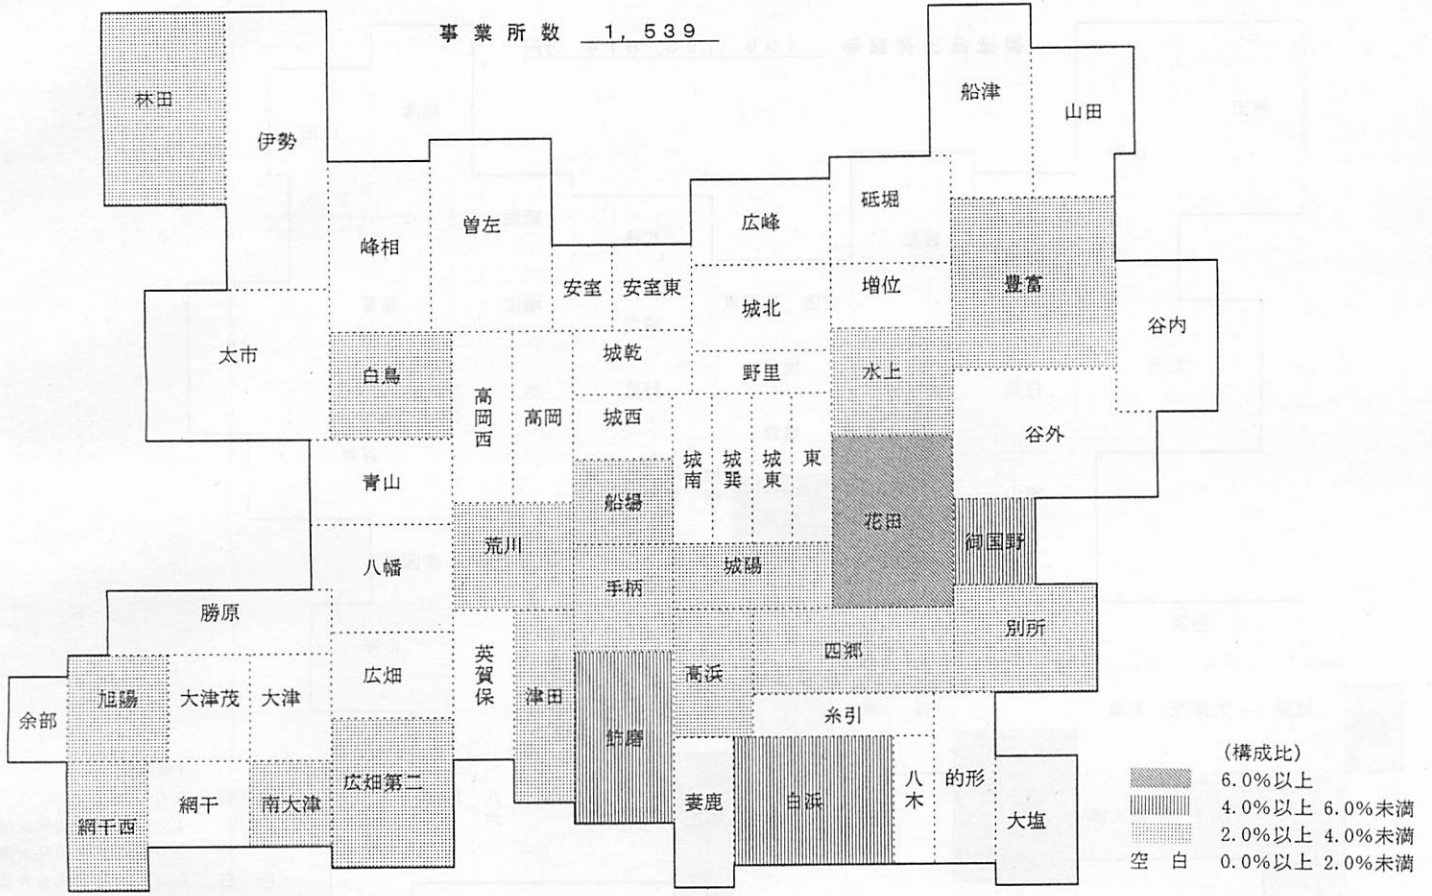 事業所数 1,539
林田
伊勢
船津
山田
峰相
曽左
広峰
砥堀
安室
安室東
城北
増位
豊富
谷内
太市
白鳥
城乾
野里
水上
高岡西
高岡
城西
谷外
青山
城南
城巽
城東
東
船場
花田
荒川
御国野
八幡
手柄
城陽
勝原
英賀保
四郷
別所
広畑
高浜
旭陽
大津茂
大津
津田
余部
糸引
飾磨
広畑第二
妻鹿
白浜
八木
的形
網干西
網干
南大津
大塩
(構成比)
6.0%以上
4.0%以上 6.0%未満
2.0%以上 4.0%未満
空白 0.0%以上 2.0%未満